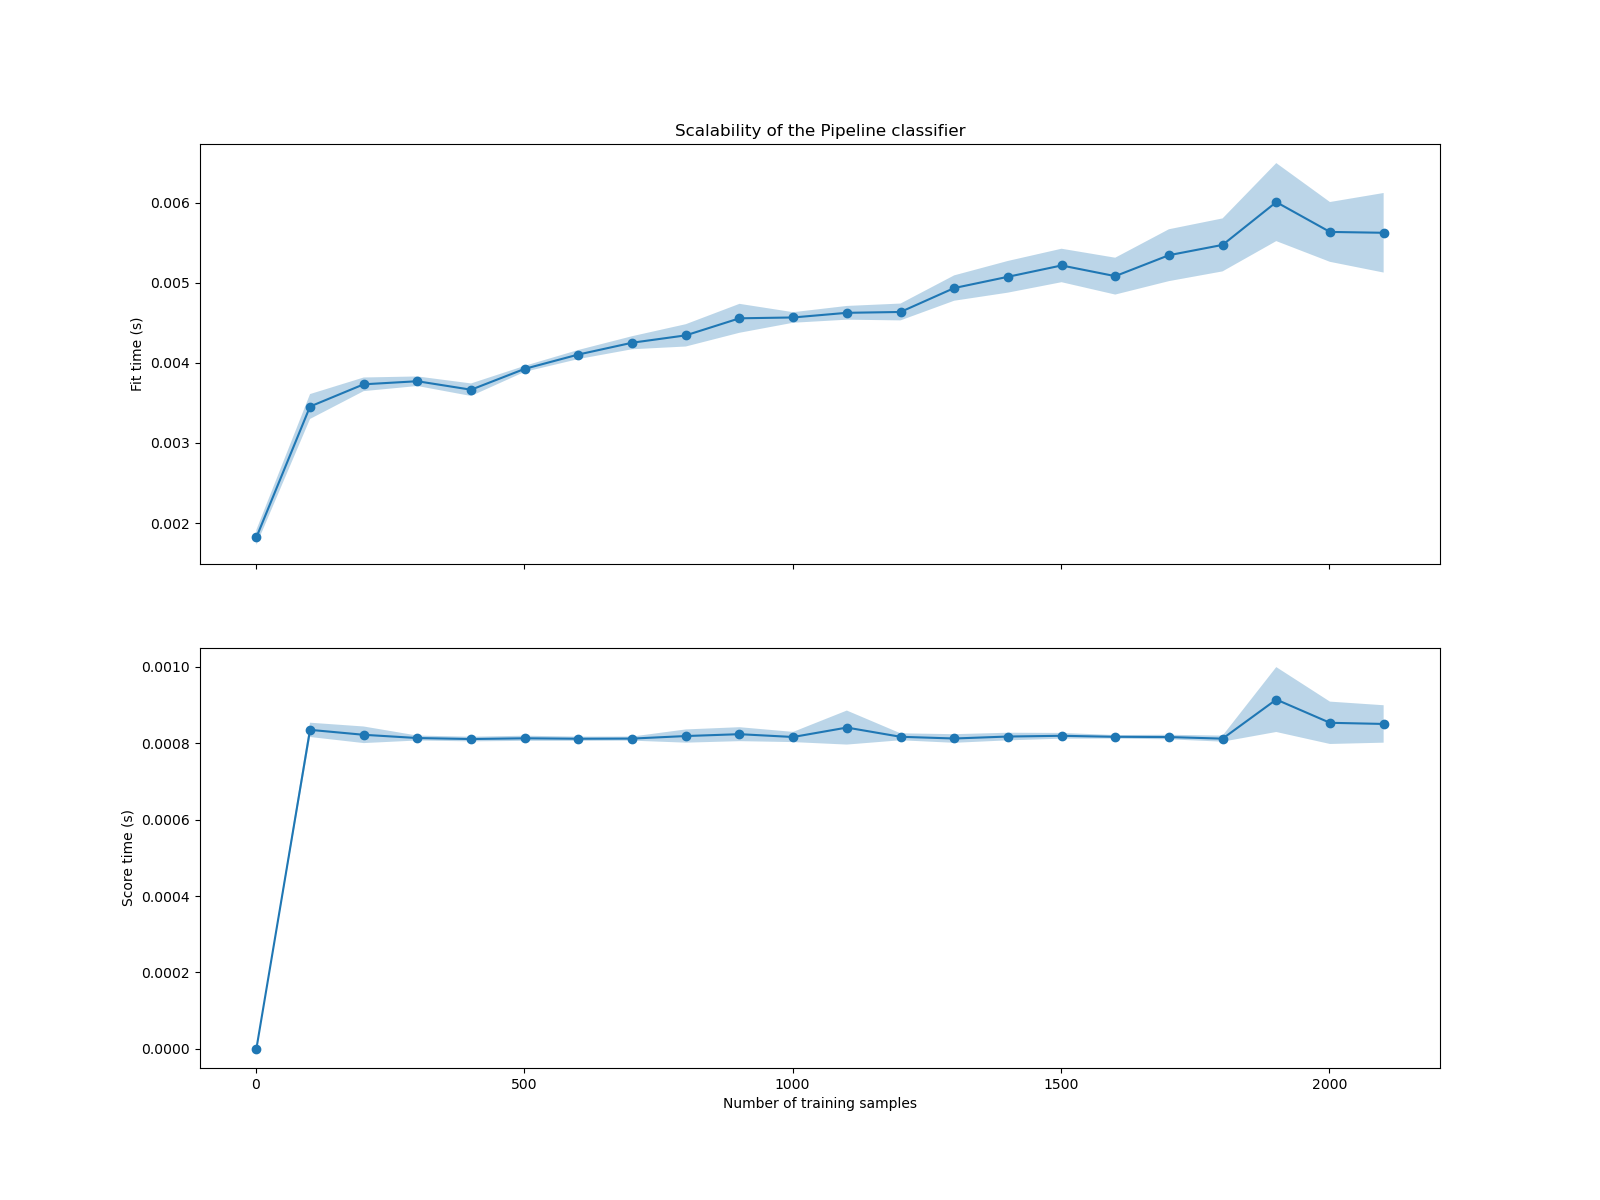 Scalability of the Pipeline classifier
0.006
0.005
0.004
0.003
0.002
Fit time (s)
0.0010
0.0008
0.0006
0.0004
0.0002
0.0000
Score time (s)
0 500 1000 1500 2000
Number of training samples